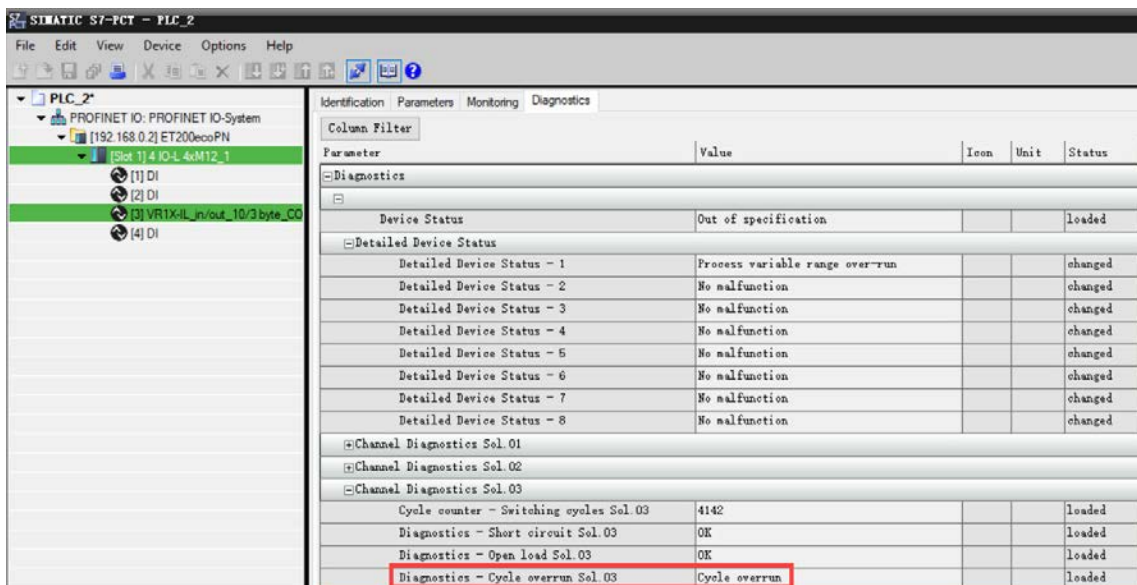 SIMATIC S7-PCT - PLC_2
File Edit View Device Options Help
PLC_2*
PROFINET IO: PROFINET IO-System
[192.168.0.2] ET200ecoPN
[Slot 1] 4 IO-L 4xM12_1
[1] DI
[2] DI
[3] VR1X-IL_in/out_10/3 byte_CO
[4] DI
Identification Parameters Monitoring Diagnostics
Column Filter
Parameter Value Icon Unit Status
Diagnostics
Device Status Out of specification loaded
Detailed Device Status
Detailed Device Status - 1 Process variable range over-run changed
Detailed Device Status - 2 No malfunction changed
Detailed Device Status - 3 No malfunction changed
Detailed Device Status - 4 No malfunction changed
Detailed Device Status - 5 No malfunction changed
Detailed Device Status - 6 No malfunction changed
Detailed Device Status - 7 No malfunction changed
Detailed Device Status - 8 No malfunction changed
Channel Diagnostics Sol.01
Channel Diagnostics Sol.02
Channel Diagnostics Sol.03
Cycle counter - Switching cycles Sol.03 4142 loaded
Diagnostics - Short circuit Sol.03 OK loaded
Diagnostics - Open load Sol.03 OK loaded
Diagnostics - Cycle overrun Sol.03 Cycle overrun loaded